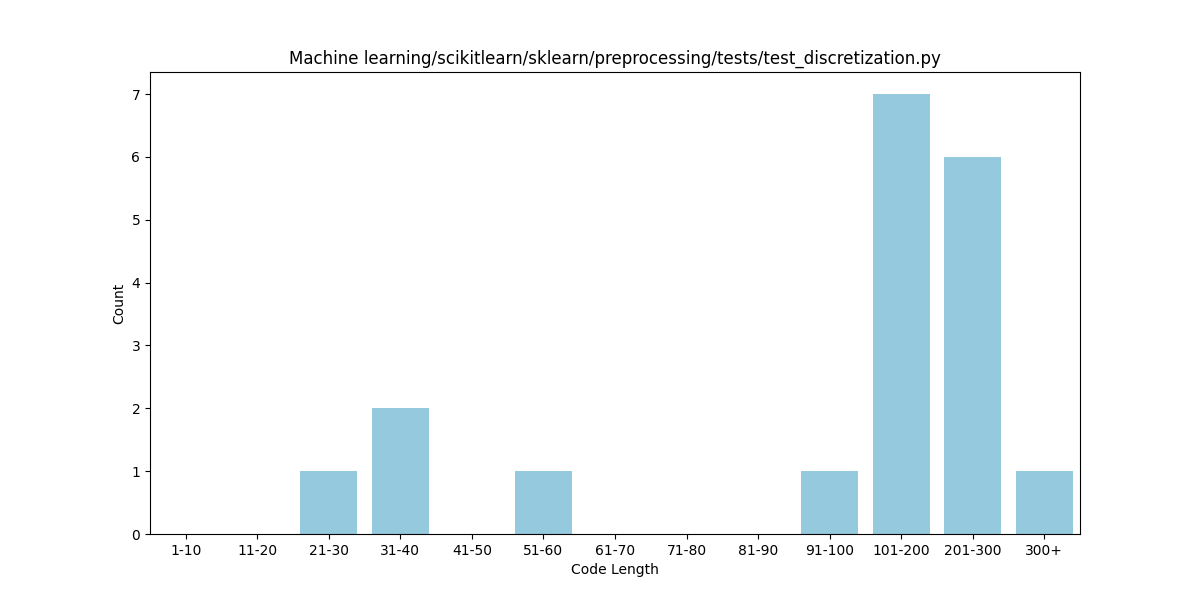 Machine learning/scikitlearn/sklearn/preprocessing/tests/test_discretization.py
7
6
5
4
3
2
1
0
Count
1-10 11-20 21-30 31-40 41-50 51-60 61-70 71-80 81-90 91-100 101-200 201-300 300+
Code Length